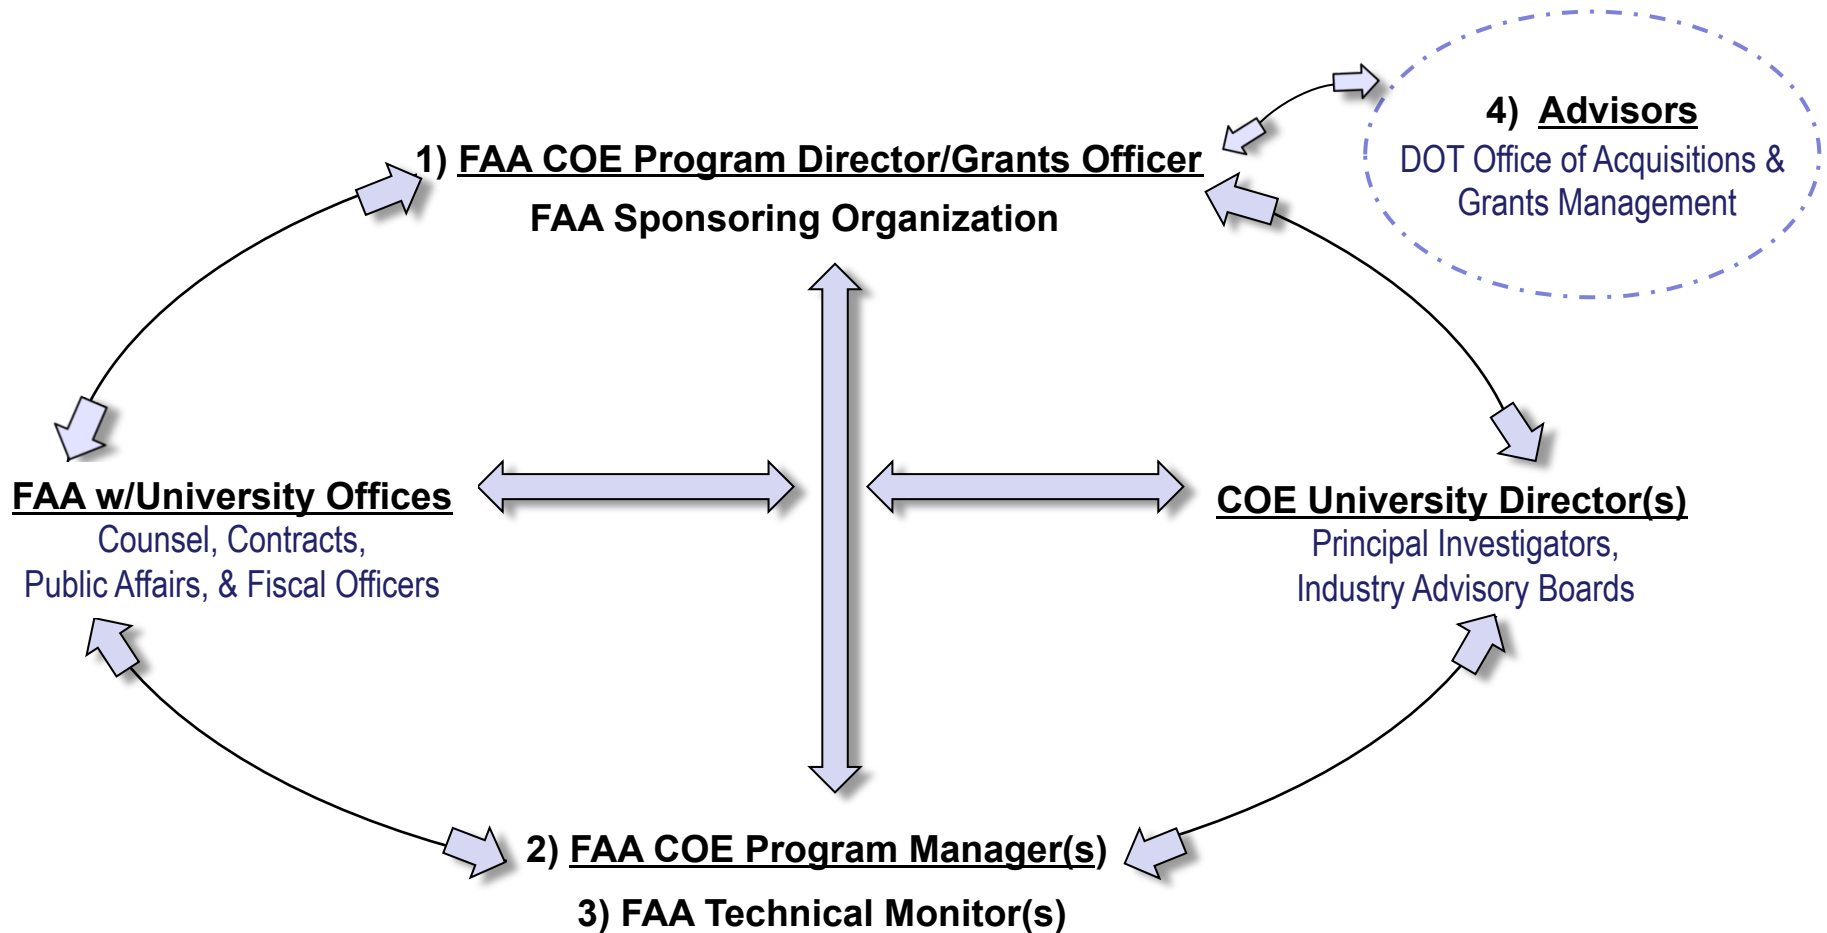 4) Advisors
DOT Office of Acquisitions &
Grants Management
1) FAA COE Program Director/Grants Officer
FAA Sponsoring Organization
FAA w/University Offices
Counsel, Contracts,
Public Affairs, & Fiscal Officers
COE University Director(s)
Principal Investigators,
Industry Advisory Boards
2) FAA COE Program Manager(s)
3) FAA Technical Monitor(s)